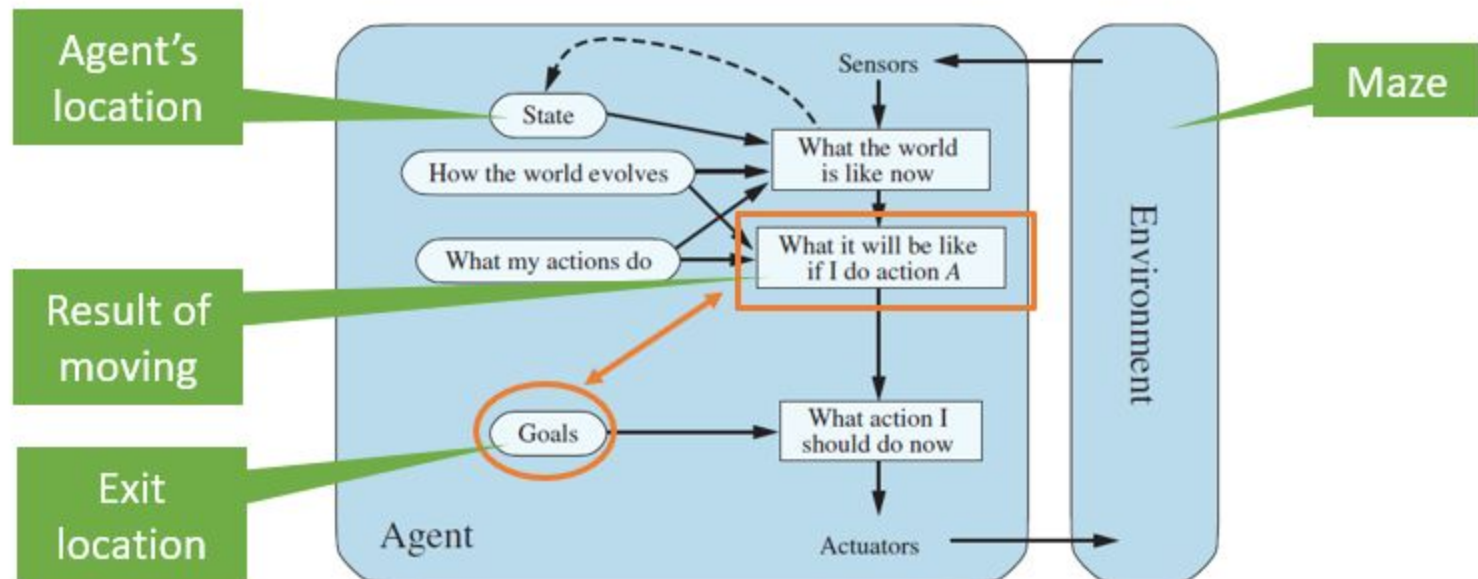 Agent's
location
Sensors
Maze
State
What the world
is like now
How the world evolves
What it will be like
if I do action A
What my actions do
Environment
Result of
moving
Goals
What action I
should do now
Exit
location
Agent
Actuators